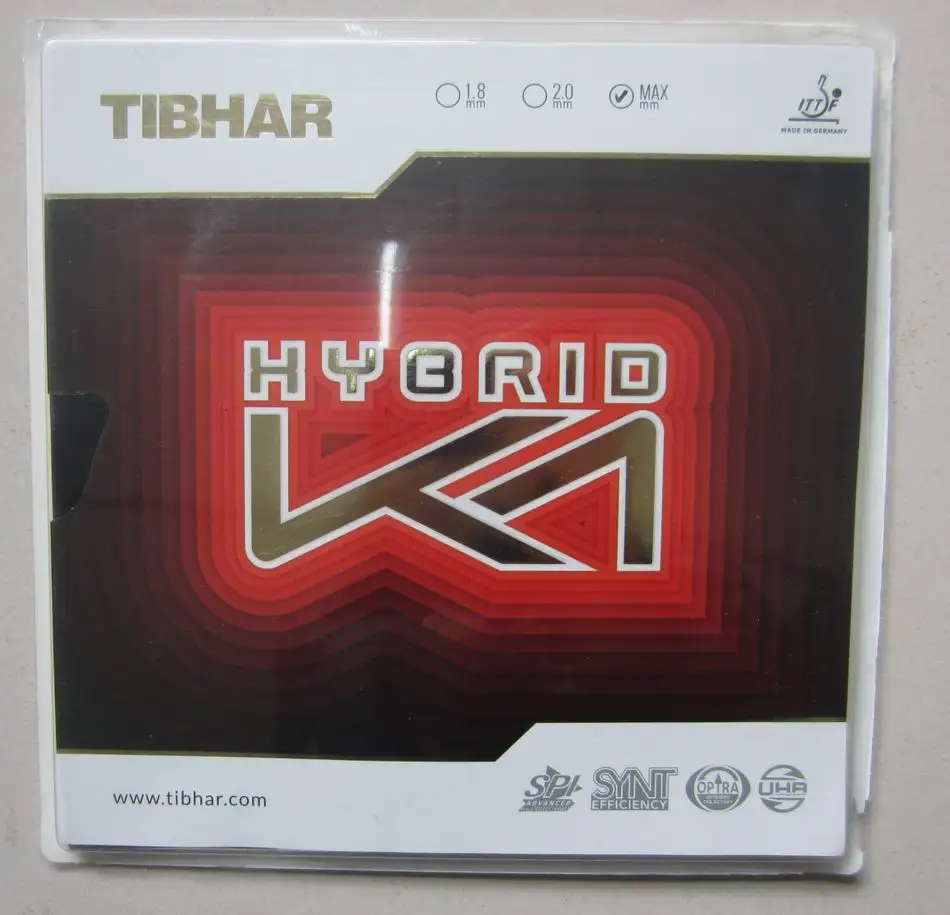 TIBHAR
1.8 mm
2.0 mm
MAX mm
ITTF
MADE IN GERMANY
HYBRID
K1
www.tibhar.com
SPI
ADVANCED
SYNT
EFFICIENCY
OPTRA
UHR